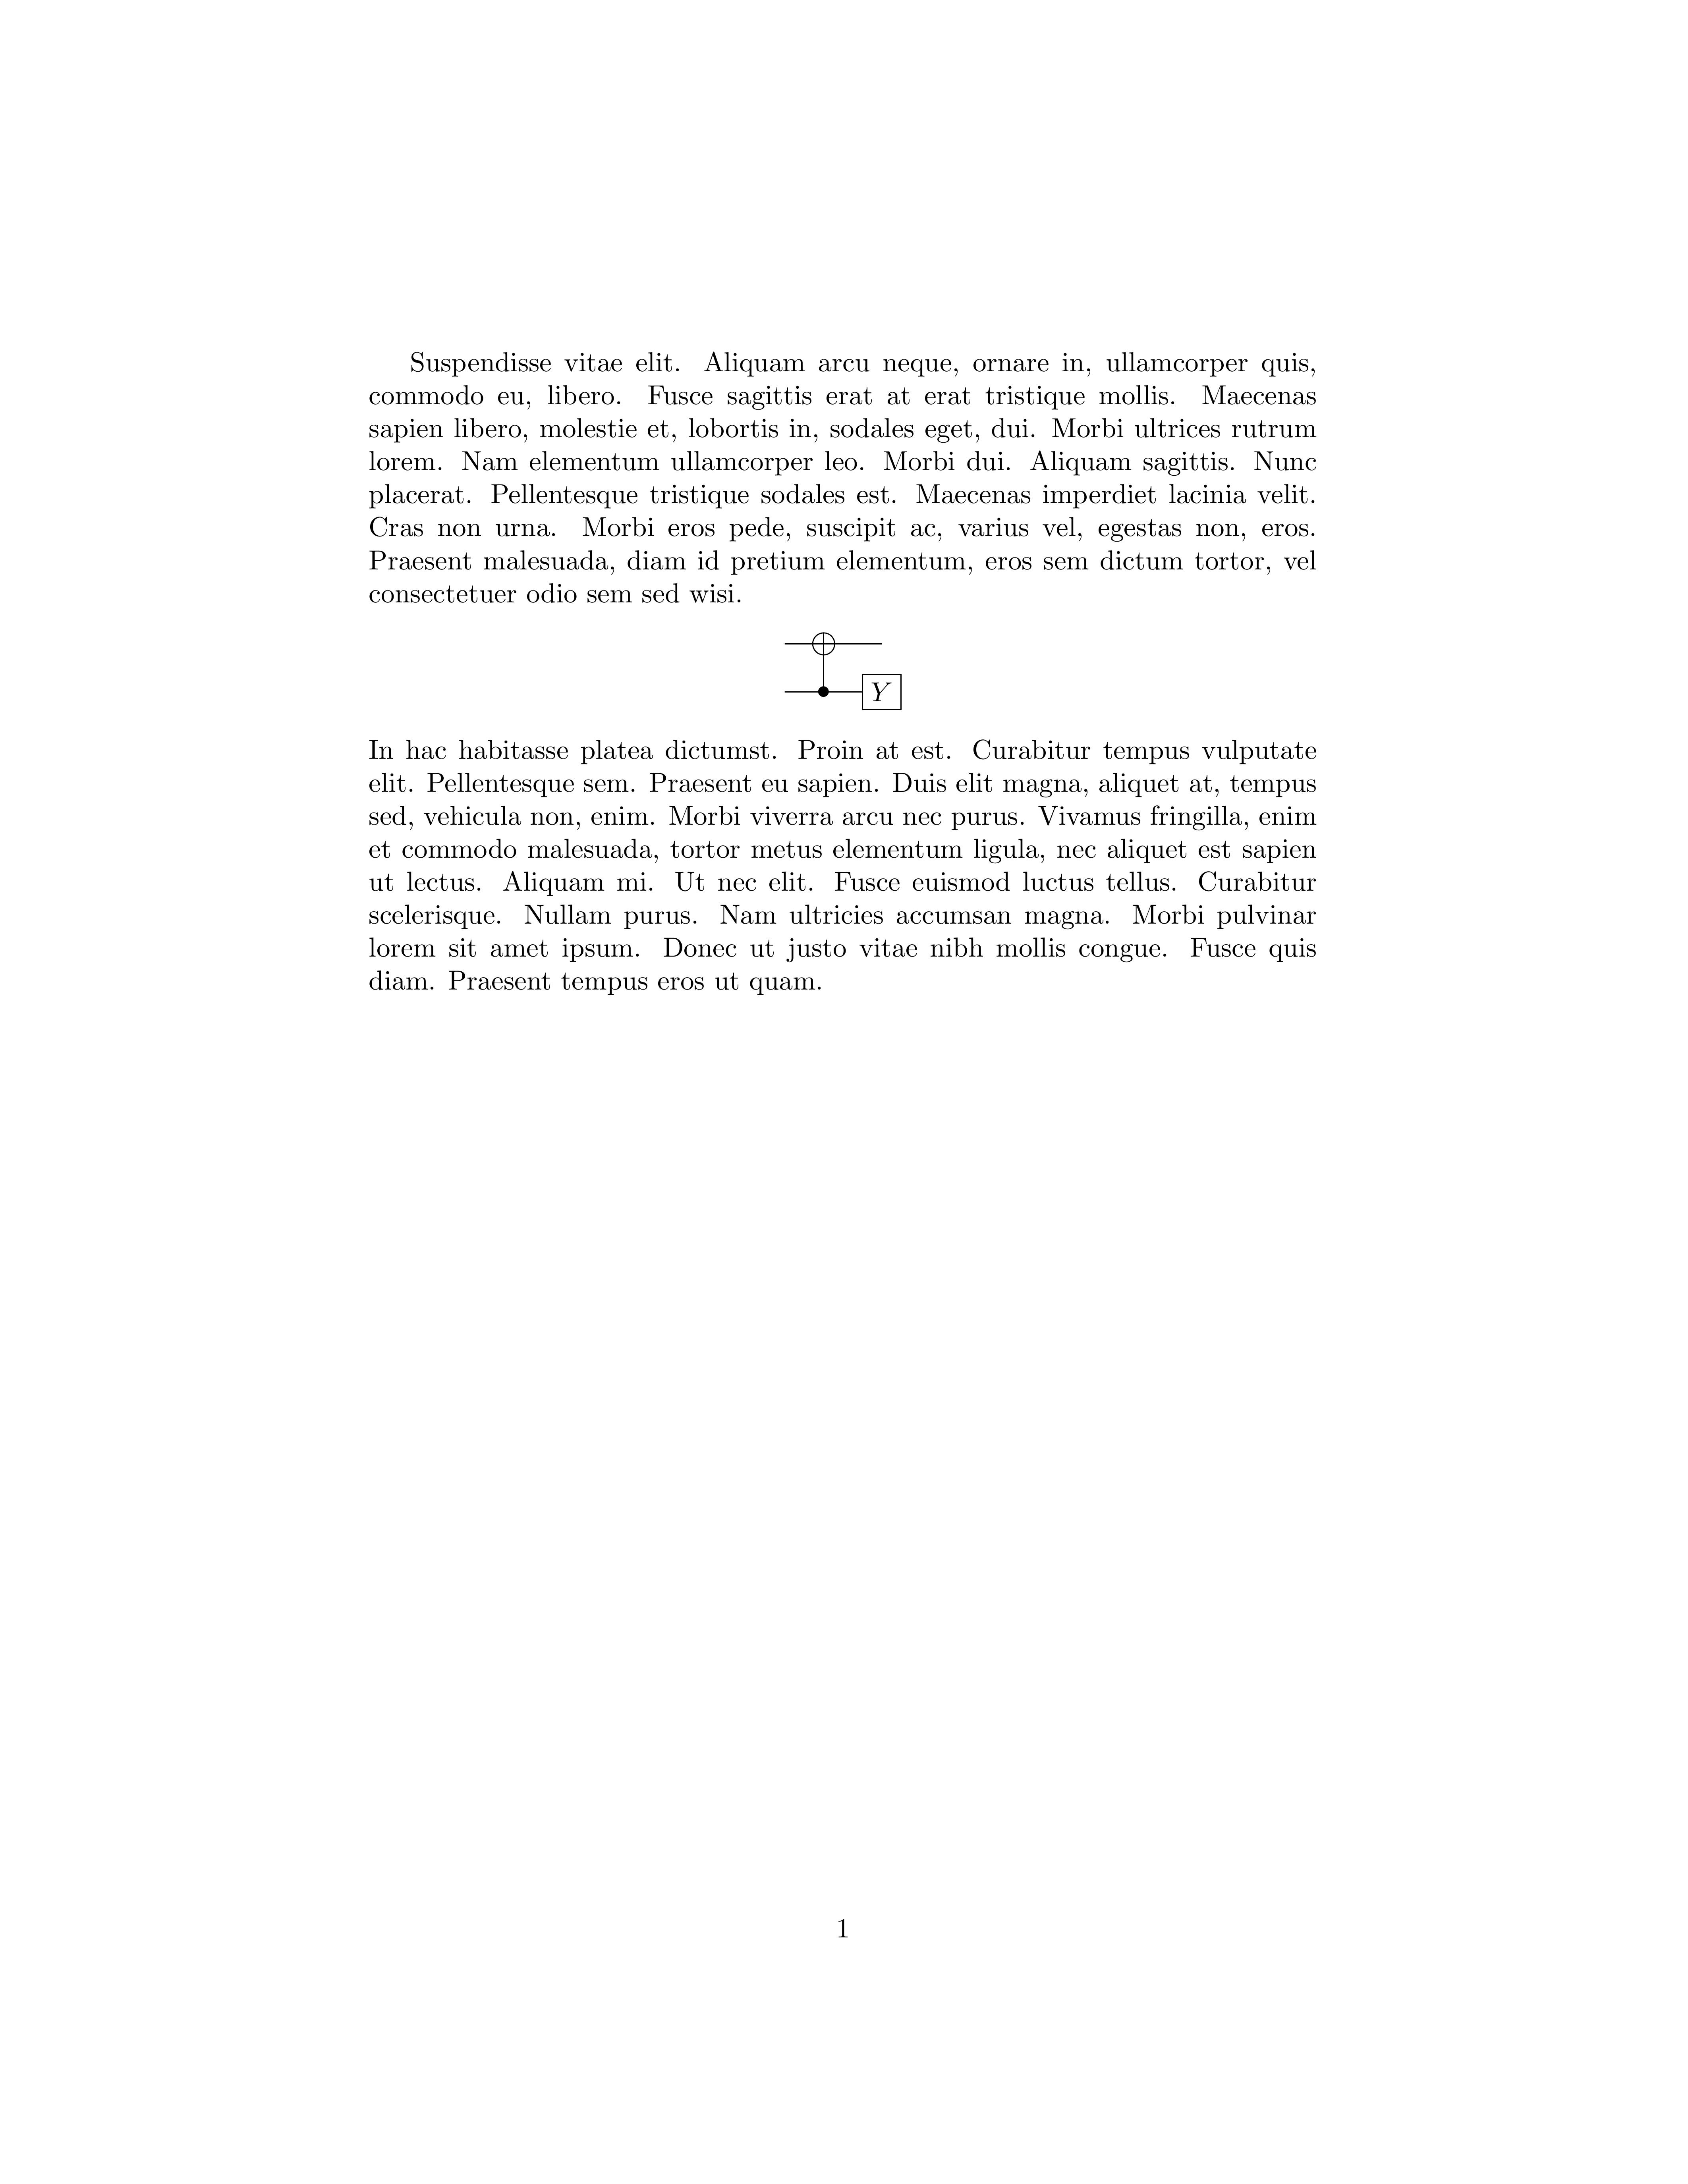 Suspendisse vitae elit. Aliquam arcu neque, ornare in, ullamcorper quis,
commodo eu, libero. Fusce sagittis erat at erat tristique mollis. Maecenas
sapien libero, molestie et, lobortis in, sodales eget, dui. Morbi ultrices rutrum
lorem. Nam elementum ullamcorper leo. Morbi dui. Aliquam sagittis. Nunc
placerat. Pellentesque tristique sodales est. Maecenas imperdiet lacinia velit.
Cras non urna. Morbi eros pede, suscipit ac, varius vel, egestas non, eros.
Praesent malesuada, diam id pretium elementum, eros sem dictum tortor, vel
consectetuer odio sem sed wisi.
Y
In hac habitasse platea dictumst. Proin at est. Curabitur tempus vulputate
elit. Pellentesque sem. Praesent eu sapien. Duis elit magna, aliquet at, tempus
sed, vehicula non, enim. Morbi viverra arcu nec purus. Vivamus fringilla, enim
et commodo malesuada, tortor metus elementum ligula, nec aliquet est sapien
ut lectus. Aliquam mi. Ut nec elit. Fusce euismod luctus tellus. Curabitur
scelerisque. Nullam purus. Nam ultricies accumsan magna. Morbi pulvinar
lorem sit amet ipsum. Donec ut justo vitae nibh mollis congue. Fusce quis
diam. Praesent tempus eros ut quam.
1